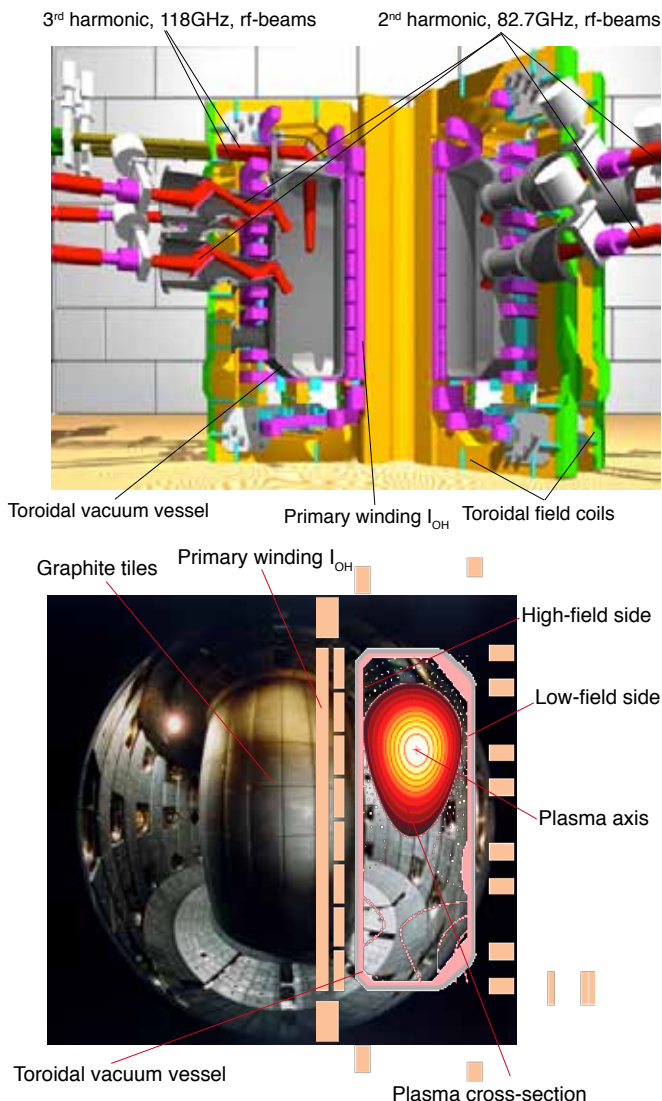 3rd harmonic, 118GHz, rf-beams
2nd harmonic, 82.7GHz, rf-beams
Toroidal vacuum vessel
Primary winding IOH
Toroidal field coils
Graphite tiles
Primary winding IOH
High-field side
Low-field side
Plasma axis
Toroidal vacuum vessel
Plasma cross-section